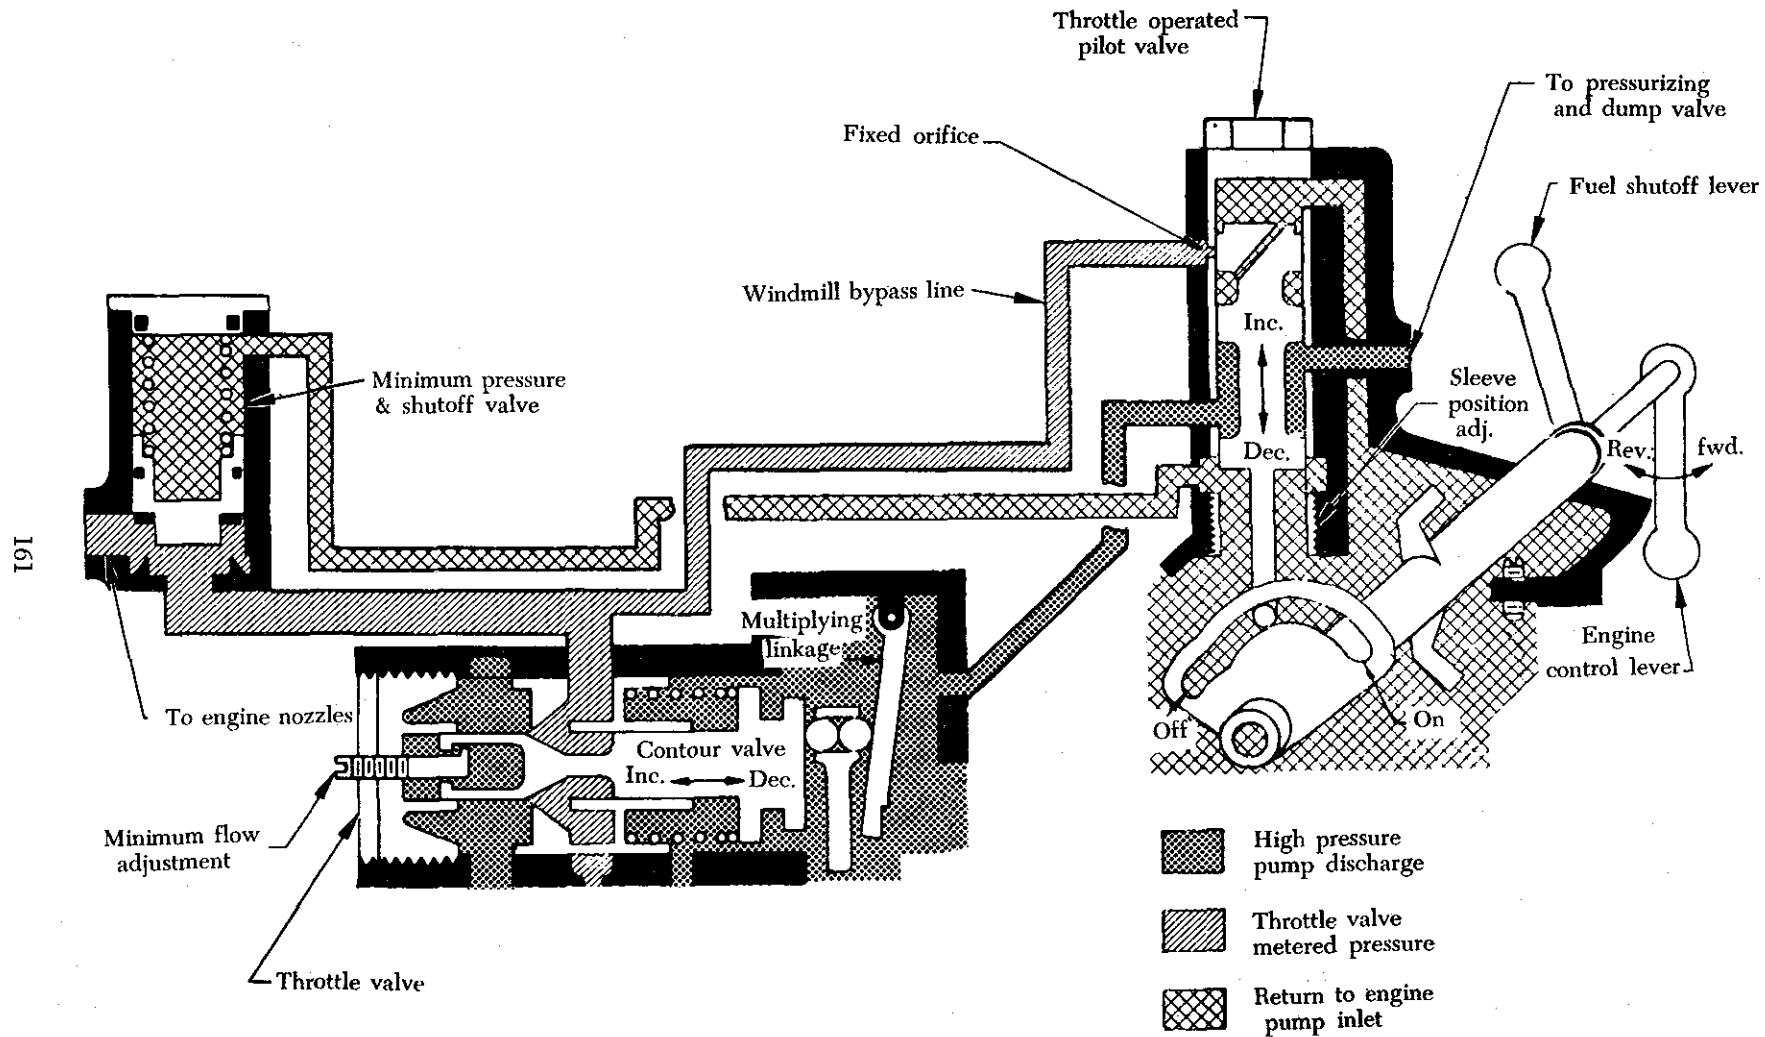 Throttle operated
pilot valve
To pressurizing
and dump valve
Fixed orifice
Fuel shutoff lever
Windmill bypass line
Inc.
Minimum pressure
& shutoff valve
Sleeve
position
adj.
Dec.
Rev.
fwd.
161
Multiplying
linkage
Engine
control lever
To engine nozzles
Off
On
Contour valve
Inc.
Dec.
Minimum flow
adjustment
High pressure
pump discharge
Throttle valve
metered pressure
Throttle valve
Return to engine
pump inlet